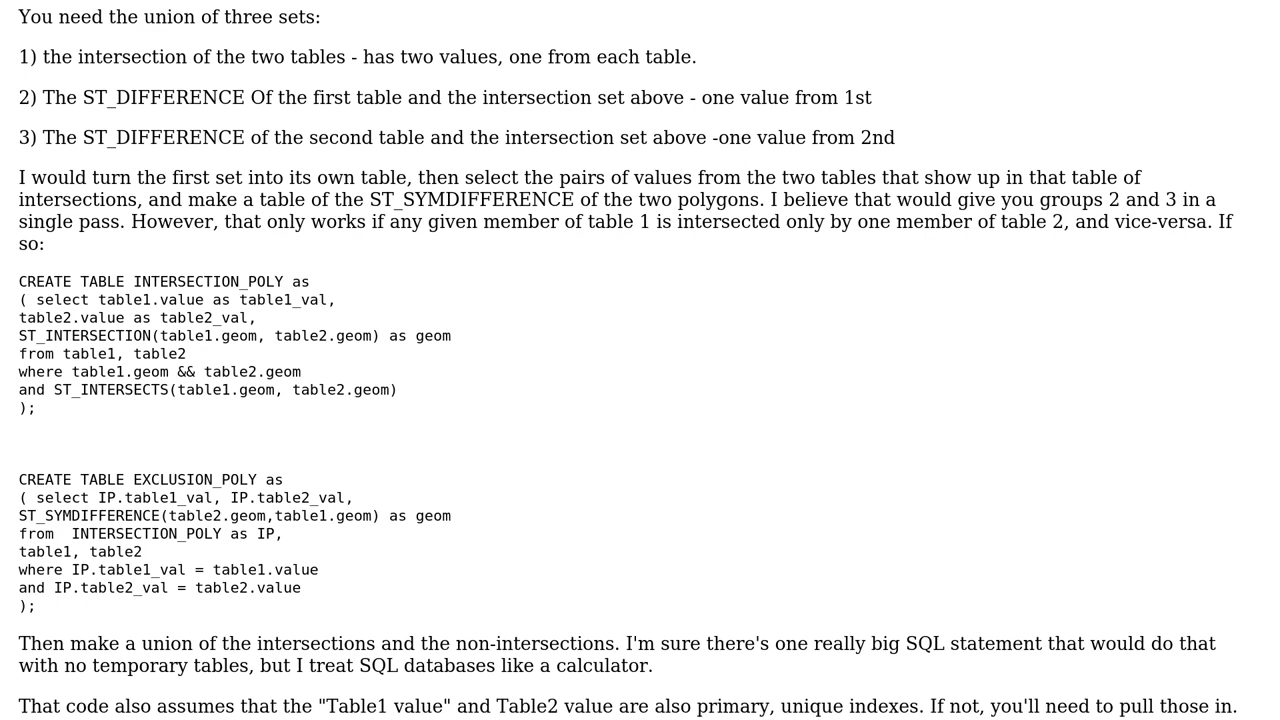 You need the union of three sets:
1) the intersection of the two tables - has two values, one from each table.
2) The ST_DIFFERENCE Of the first table and the intersection set above - one value from 1st
3) The ST_DIFFERENCE of the second table and the intersection set above -one value from 2nd
I would turn the first set into its own table, then select the pairs of values from the two tables that show up in that table of
intersections, and make a table of the ST_SYMDIFFERENCE of the two polygons. I believe that would give you groups 2 and 3 in a
single pass. However, that only works if any given member of table 1 is intersected only by one member of table 2, and vice-versa. If
so:
CREATE TABLE INTERSECTION_POLY as
( select table1.value as table1_val,
table2.value as table2_val,
ST_INTERSECTION(table1.geom, table2.geom) as geom
from table1, table2
where table1.geom && table2.geom
and ST_INTERSECTS(table1.geom, table2.geom)
);
CREATE TABLE EXCLUSION_POLY as
( select IP.table1_val, IP.table2_val,
ST_SYMDIFFERENCE(table2.geom,table1.geom) as geom
from  INTERSECTION_POLY as IP,
table1, table2
where IP.table1_val = table1.value
and IP.table2_val = table2.value
);
Then make a union of the intersections and the non-intersections. I'm sure there's one really big SQL statement that would do that
with no temporary tables, but I treat SQL databases like a calculator.
That code also assumes that the "Table1 value" and Table2 value are also primary, unique indexes. If not, you'll need to pull those in.